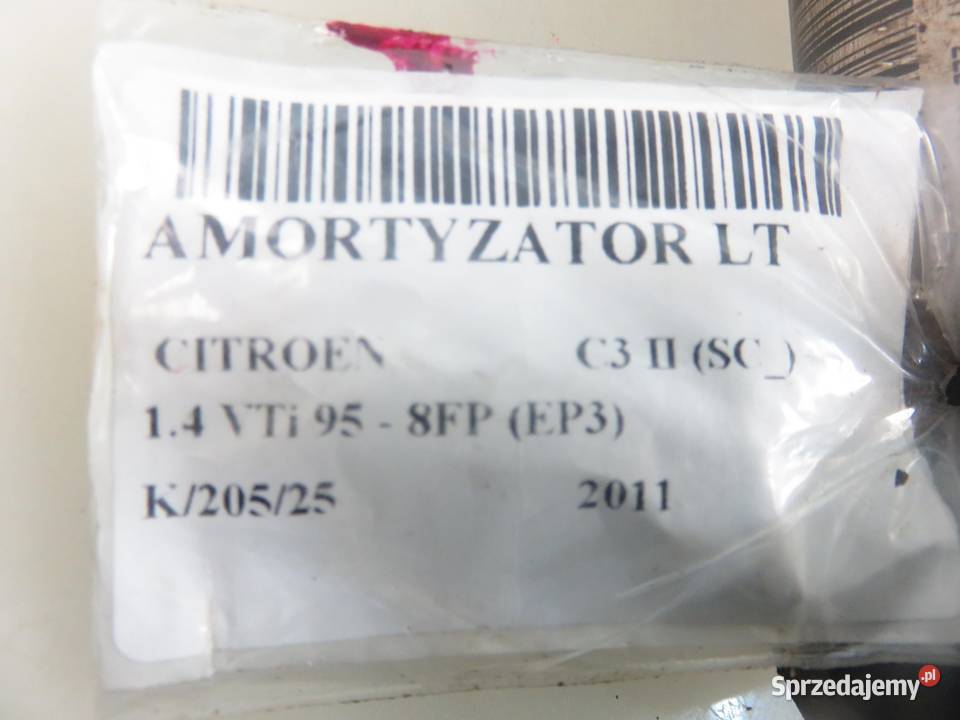 AMORTYZATOR LT
CITROEN C3 II (SC_)
1.4 VTi 95 - 8FP (EP3)
K/205/25 2011
Sprzedajemy.pl